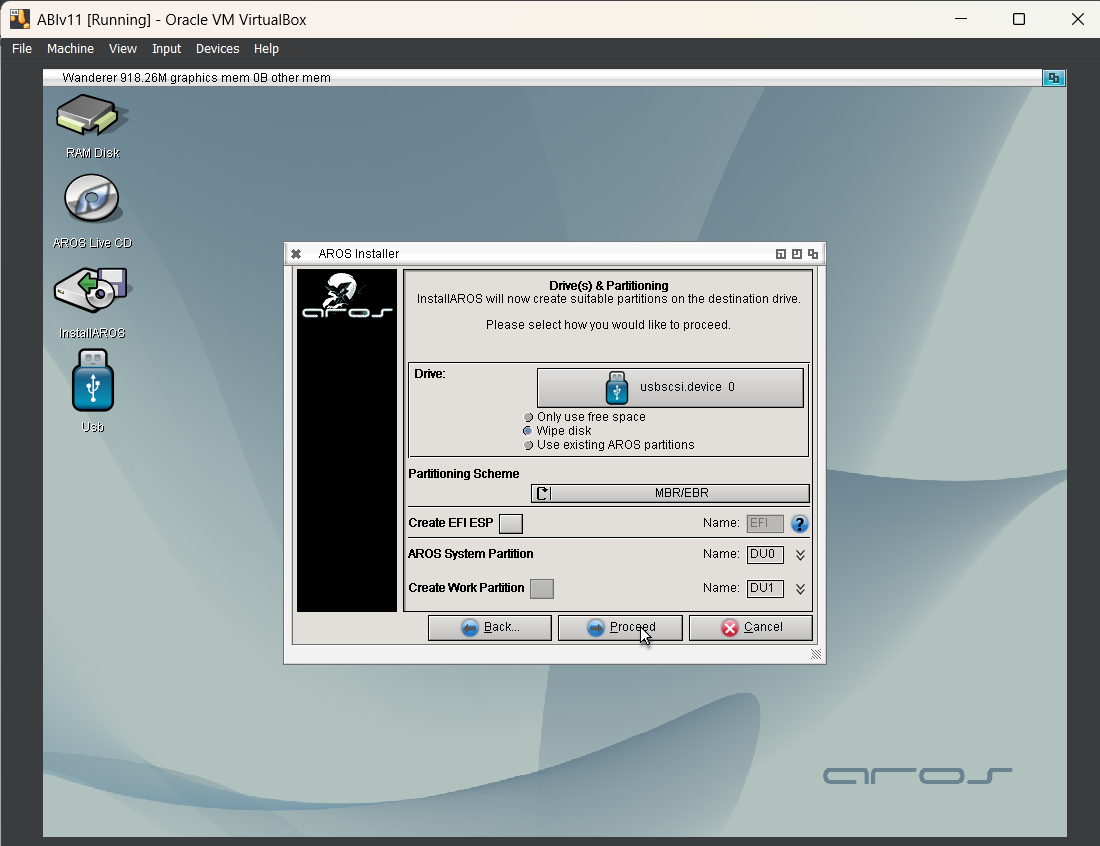 ABIv11 [Running] - Oracle VM VirtualBox
File Machine View Input Devices Help
Wanderer 918.26M graphics mem 0B other mem
RAM Disk
AROS Live CD
InstallAROS
Usb
AROS Installer
aros
Drive(s) & Partitioning
InstallAROS will now create suitable partitions on the destination drive.
Please select how you would like to proceed.
Drive:
usbscsi.device 0
Only use free space
Wipe disk
Use existing AROS partitions
Partitioning Scheme
MBR/EBR
Create EFI ESP Name: EFI ?
AROS System Partition Name: DU0
Create Work Partition Name: DU1
Back... Proceed Cancel
aros